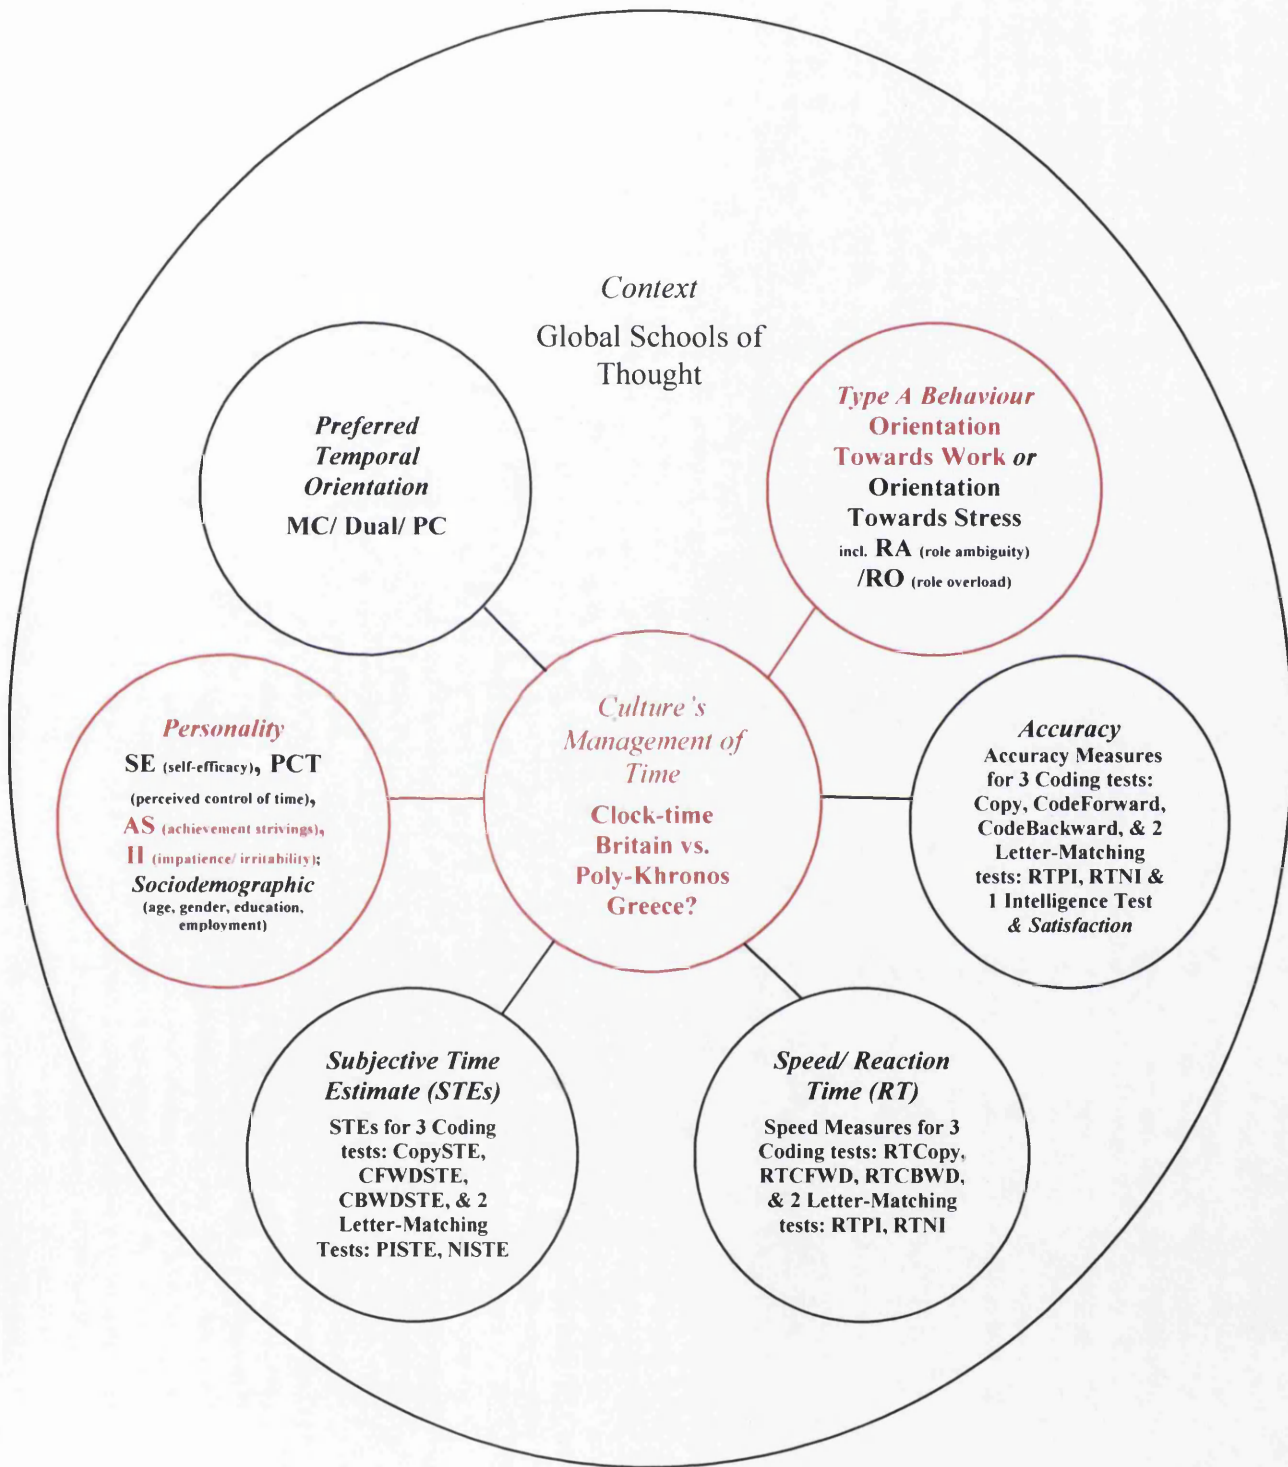 Context
Global Schools of
Thought
Preferred
Temporal
Orientation
MC/ Dual/ PC
Type A Behaviour
Orientation
Towards Work or
Orientation
Towards Stress
incl. RA (role ambiguity)
/RO (role overload)
Personality
SE (self-efficacy), PCT
(perceived control of time),
AS (achievement strivings),
II (impatience/ irritability);
Sociodemographic
(age, gender, education,
employment)
Culture's
Management of
Time
Clock-time
Britain vs.
Poly-Khronos
Greece?
Accuracy
Accuracy Measures
for 3 Coding tests:
Copy, CodeForward,
CodeBackward, & 2
Letter-Matching
tests: RTPI, RTNI &
1 Intelligence Test
& Satisfaction
Subjective Time
Estimate (STEs)
STEs for 3 Coding
tests: CopySTE,
CFWDSTE,
CBWDSTE, & 2
Letter-Matching
Tests: PISTE, NISTE
Speed/ Reaction
Time (RT)
Speed Measures for 3
Coding tests: RTCopy,
RTCFWD, RTCBWD,
& 2 Letter-Matching
tests: RTPI, RTNI